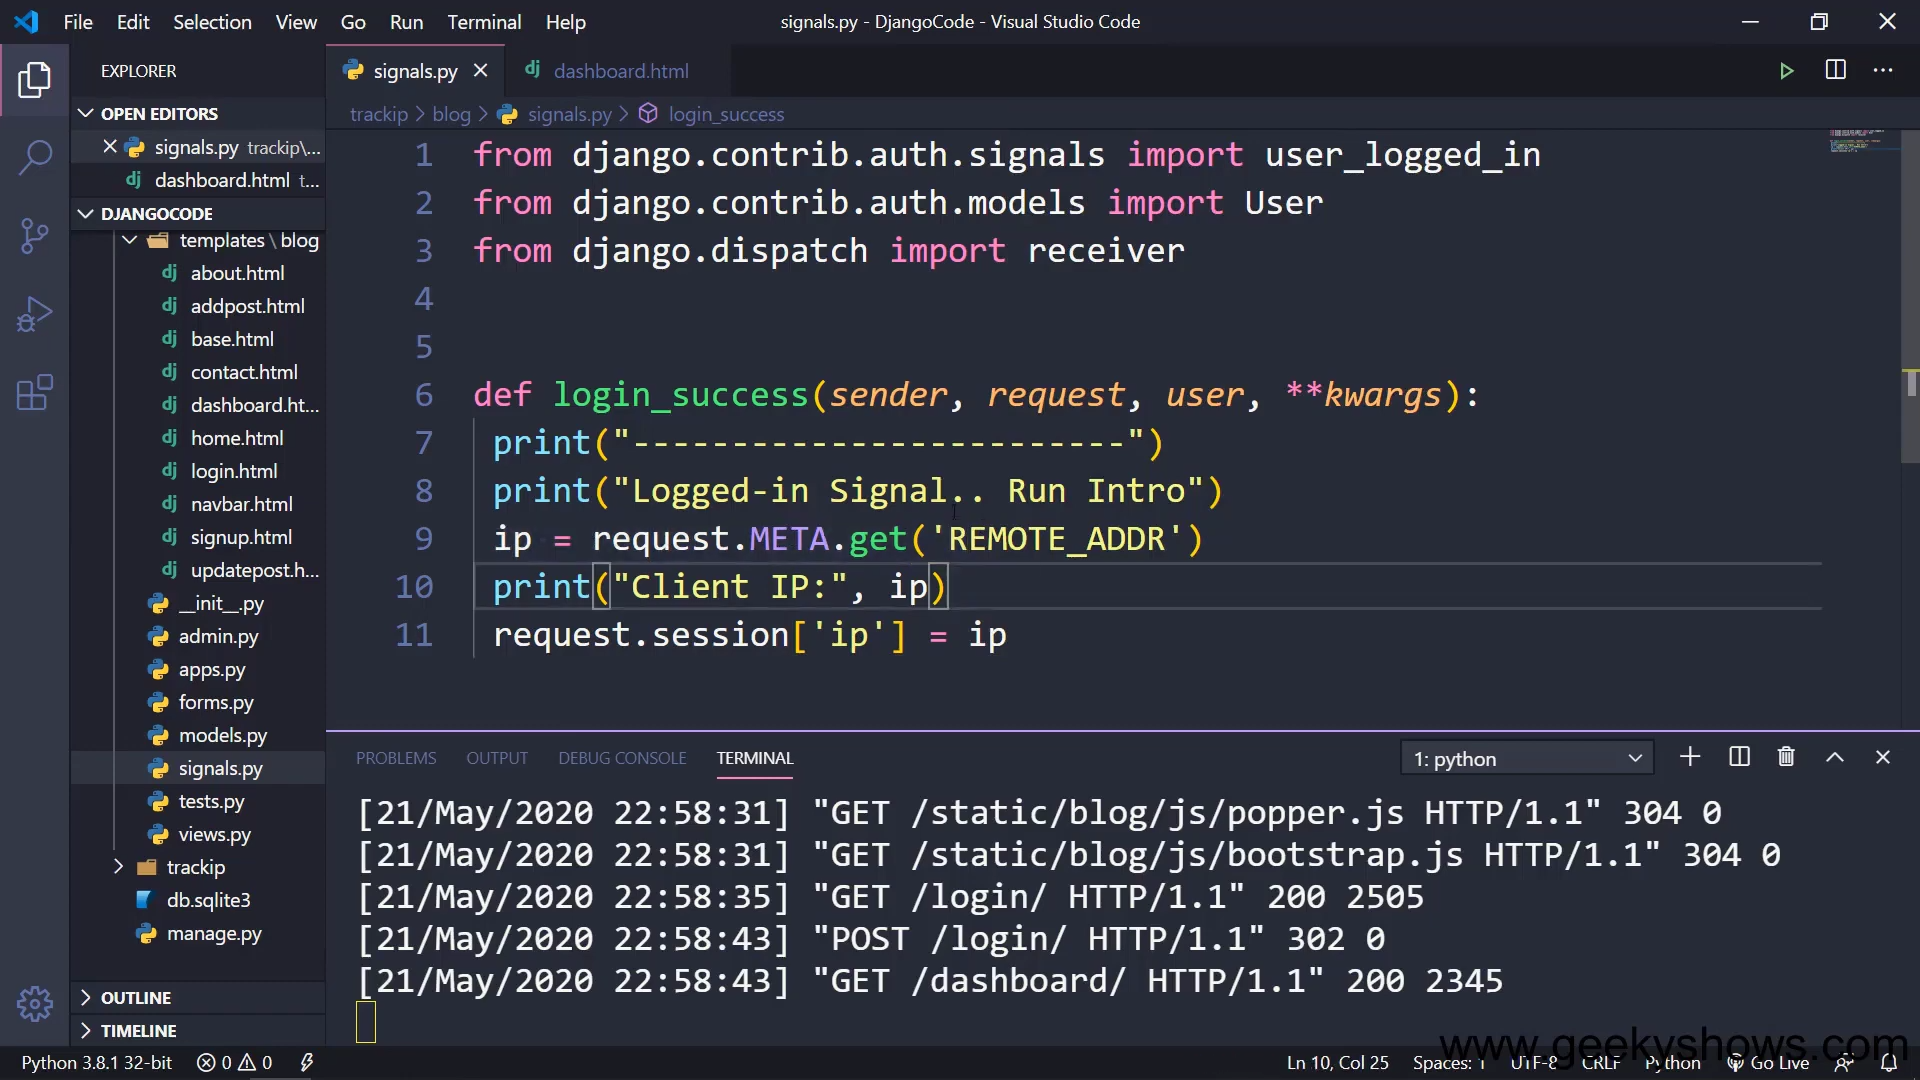 File Edit Selection View Go Run Terminal Help signals.py - DjangoCode - Visual Studio Code
EXPLORER
OPEN EDITORS
signals.py trackip\...
dashboard.html t...
DJANGOCODE
templates \ blog
about.html
addpost.html
base.html
contact.html
dashboard.ht...
home.html
login.html
navbar.html
signup.html
updatepost.h...
__init__.py
admin.py
apps.py
forms.py
models.py
signals.py
tests.py
views.py
trackip
db.sqlite3
manage.py
OUTLINE
TIMELINE
signals.py dashboard.html
trackip > blog > signals.py > login_success
1 from django.contrib.auth.signals import user_logged_in
2 from django.contrib.auth.models import User
3 from django.dispatch import receiver
4
5
6 def login_success(sender, request, user, **kwargs):
7 print("-------------------------")
8 print("Logged-in Signal.. Run Intro")
9 ip = request.META.get('REMOTE_ADDR')
10 print("Client IP:", ip)
11 request.session['ip'] = ip
PROBLEMS OUTPUT DEBUG CONSOLE TERMINAL 1: python
[21/May/2020 22:58:31] "GET /static/blog/js/popper.js HTTP/1.1" 304 0
[21/May/2020 22:58:31] "GET /static/blog/js/bootstrap.js HTTP/1.1" 304 0
[21/May/2020 22:58:35] "GET /login/ HTTP/1.1" 200 2505
[21/May/2020 22:58:43] "POST /login/ HTTP/1.1" 302 0
[21/May/2020 22:58:43] "GET /dashboard/ HTTP/1.1" 200 2345
www.geekyshows.com
Python 3.8.1 32-bit 0 0 Ln 10, Col 25 Spaces: 1 UTF-8 CRLF Python Go Live